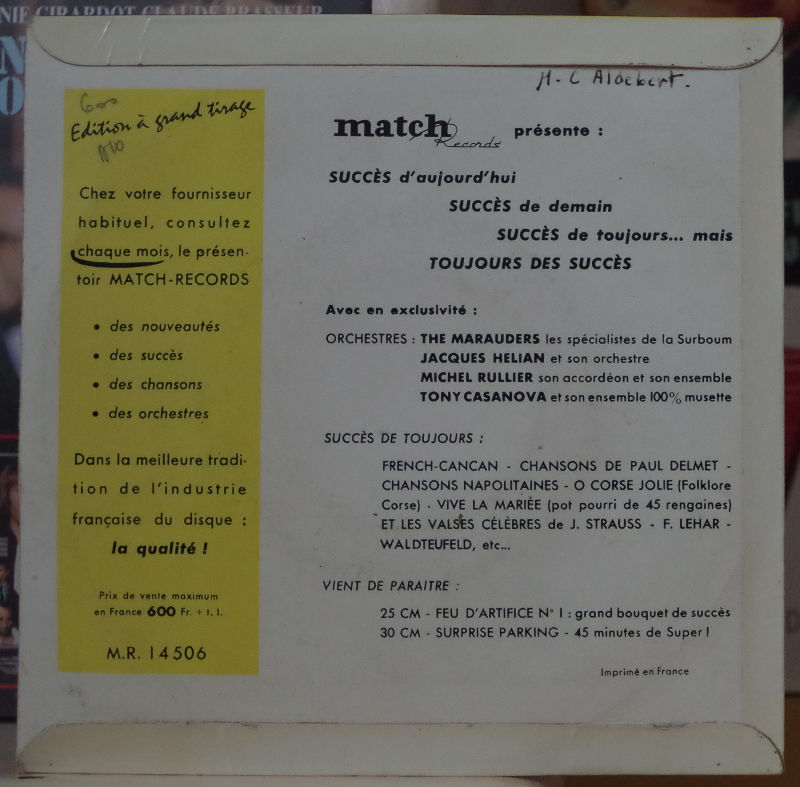 NIE GIRARDOT CLAUDE BRASSEUR
H-C Aldebert.
600
Edition à grand tirage
Chez votre fournisseur
habituel, consultez
chaque mois, le présen-
toir MATCH-RECORDS
• des nouveautés
• des succès
• des chansons
• des orchestres
Dans la meilleure tradi-
tion de l'industrie
française du disque :
la qualité !
Prix de vente maximum
en France 600 Fr. + t. l.
M.R. 14506
match Records présente :
SUCCÈS d'aujourd'hui
SUCCÈS de demain
SUCCÈS de toujours... mais
TOUJOURS DES SUCCÈS
Avec en exclusivité :
ORCHESTRES : THE MARAUDERS les spécialistes de la Surboum
JACQUES HELIAN et son orchestre
MICHEL RULLIER son accordéon et son ensemble
TONY CASANOVA et son ensemble 100% musette
SUCCÈS DE TOUJOURS :
FRENCH-CANCAN - CHANSONS DE PAUL DELMET -
CHANSONS NAPOLITAINES - O CORSE JOLIE (Folklore
Corse) - VIVE LA MARIÉE (pot pourri de 45 rengaines)
ET LES VALSES CÉLÈBRES de J. STRAUSS - F. LEHAR -
WALDTEUFELD, etc...
VIENT DE PARAITRE :
25 CM - FEU D'ARTIFICE N° 1 : grand bouquet de succès
30 CM - SURPRISE PARKING - 45 minutes de Super !
Imprimé en France